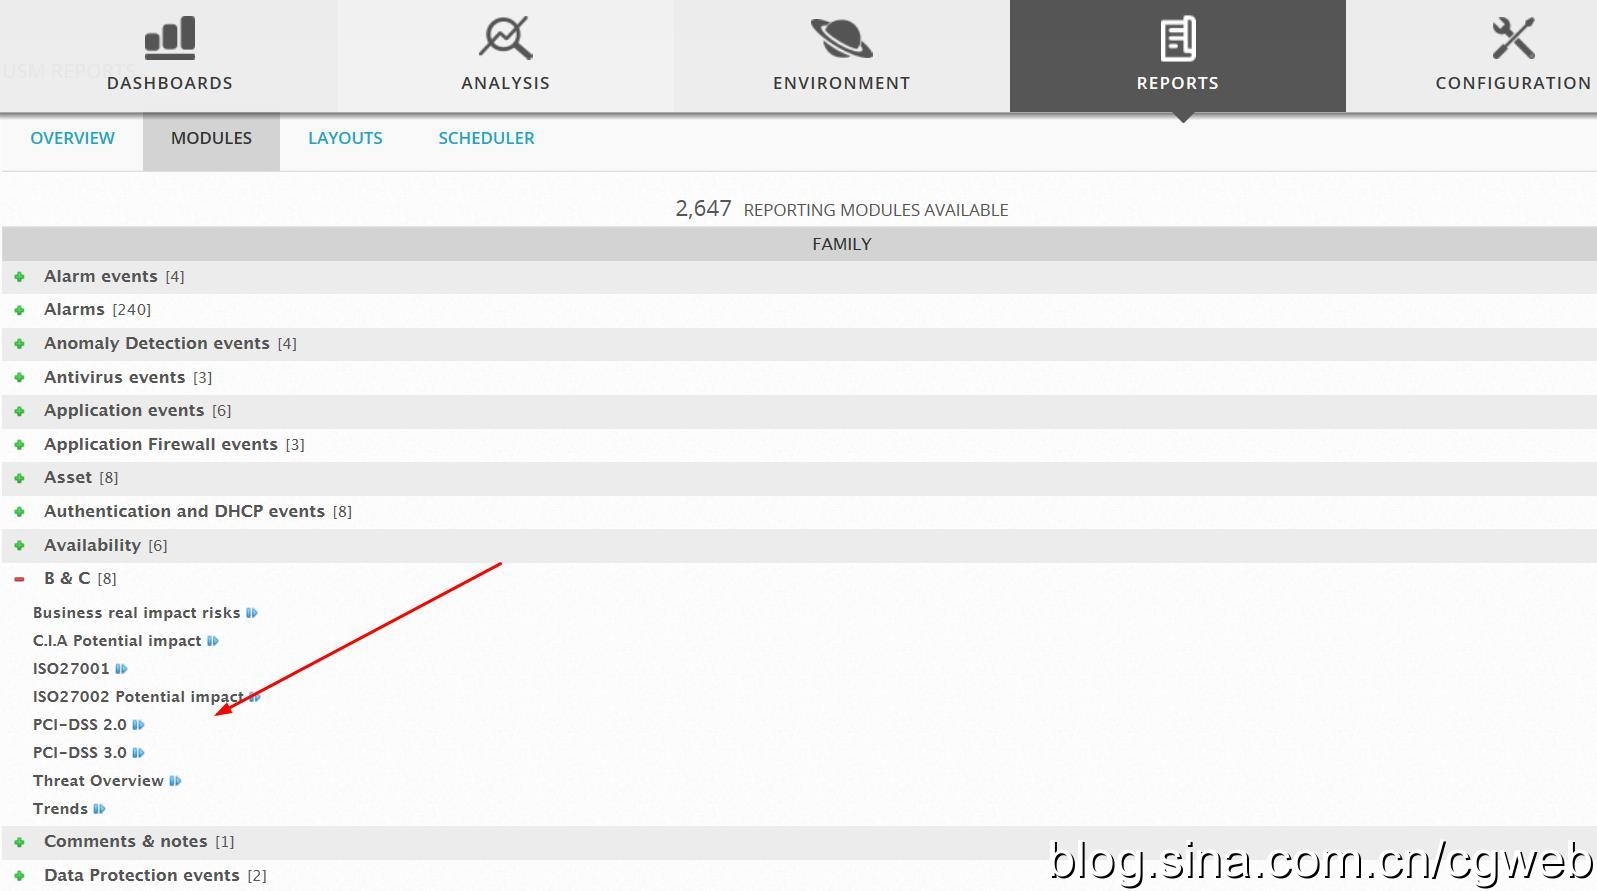 USM REPORTS
DASHBOARDS ANALYSIS ENVIRONMENT REPORTS CONFIGURATION
OVERVIEW MODULES LAYOUTS SCHEDULER
2,647 REPORTING MODULES AVAILABLE
FAMILY
Alarm events [4]
Alarms [240]
Anomaly Detection events [4]
Antivirus events [3]
Application events [6]
Application Firewall events [3]
Asset [8]
Authentication and DHCP events [8]
Availability [6]
B & C [8]
Business real impact risks
C.I.A Potential impact
ISO27001
ISO27002 Potential impact
PCI-DSS 2.0
PCI-DSS 3.0
Threat Overview
Trends
Comments & notes [1]
Data Protection events [2]
blog.sina.com.cn/cgweb